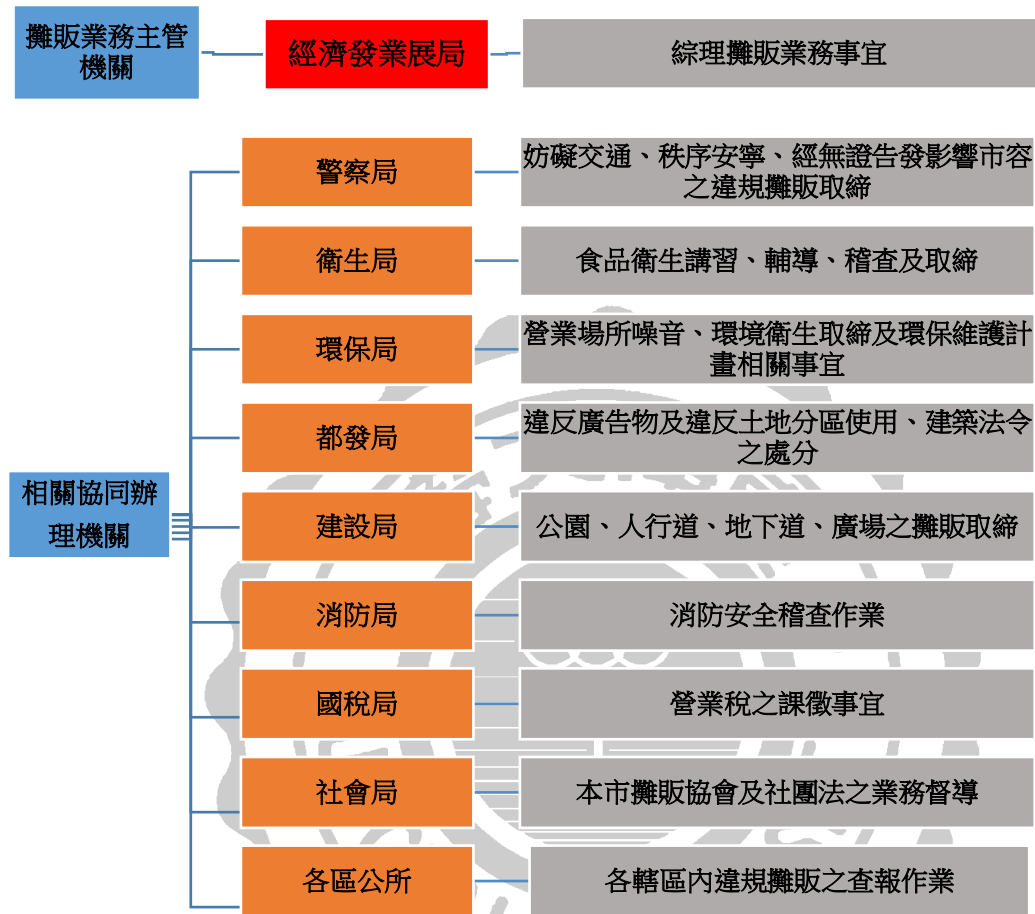 攤販業務主管
機關
經濟發業展局
綜理攤販業務事宜
警察局
妨礙交通、秩序安寧、經無證告發影響市容
之違規攤販取締
衛生局
食品衛生講習、輔導、稽查及取締
環保局
營業場所噪音、環境衛生取締及環保維護計
畫相關事宜
都發局
違反廣告物及違反土地分區使用、建築法令
之處分
相關協同辦
理機關
建設局
公園、人行道、地下道、廣場之攤販取締
消防局
消防安全稽查作業
國稅局
營業稅之課徵事宜
社會局
本市攤販協會及社團法之業務督導
各區公所
各轄區內違規攤販之查報作業